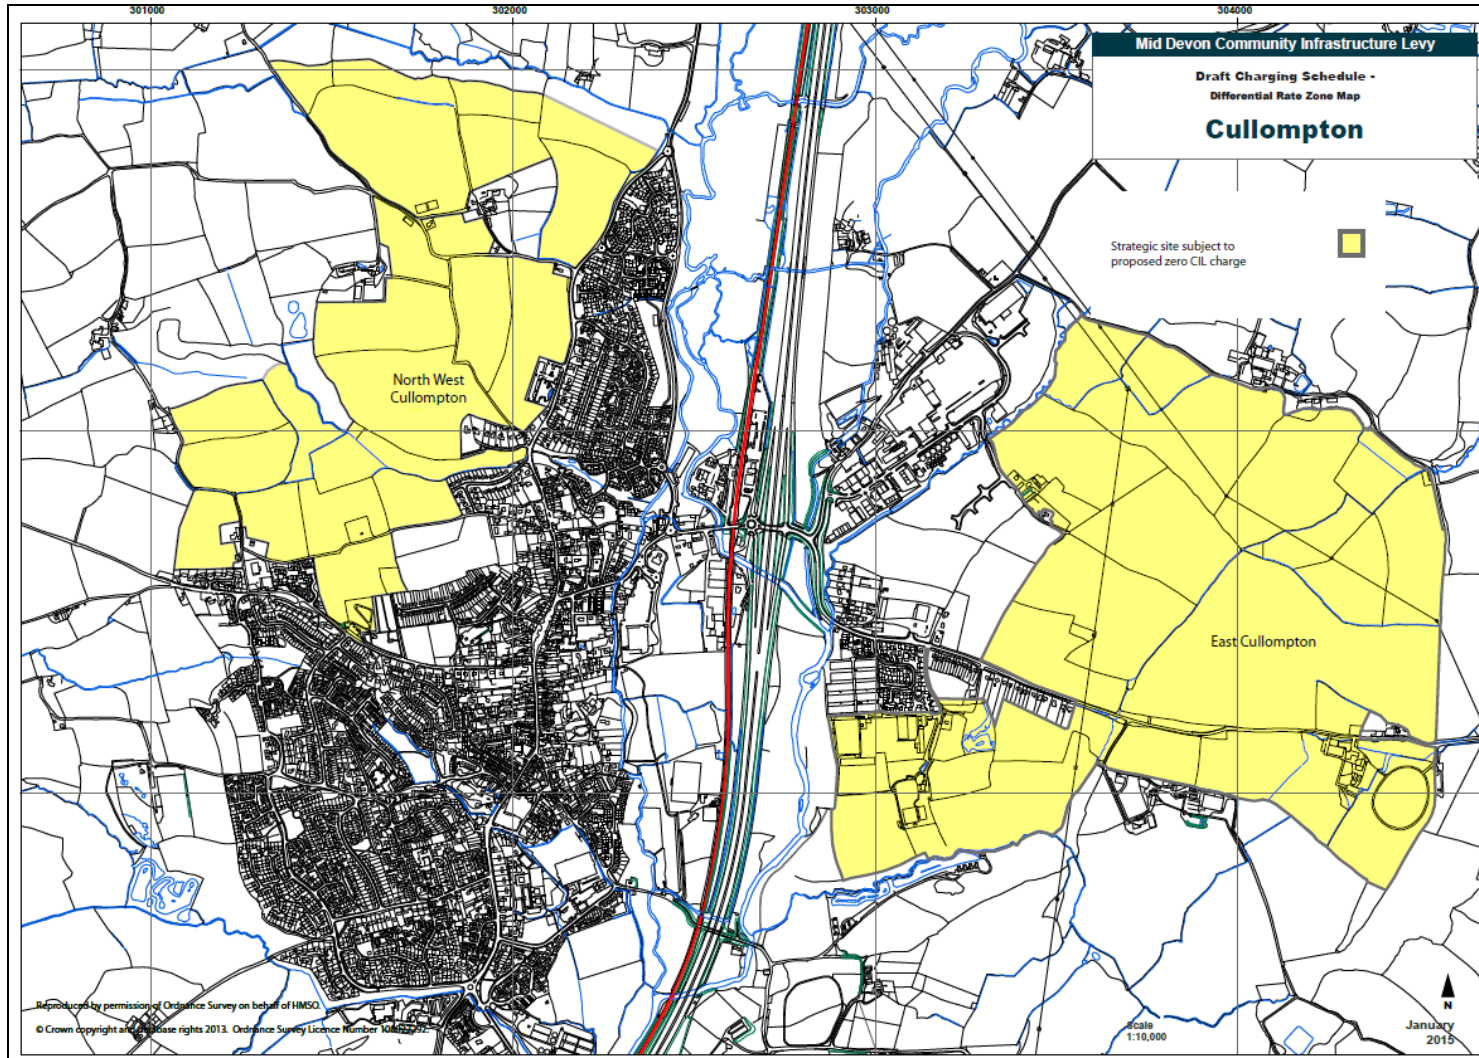 301000 302000 303000 304000
Mid Devon Community Infrastructure Levy
Draft Charging Schedule -
Differential Rate Zone Map
Cullompton
Strategic site subject to
proposed zero CIL charge
North West
Cullompton
East Cullompton
Reproduced by permission of Ordnance Survey on behalf of HMSO.
© Crown copyright and database rights 2013. Ordnance Survey Licence Number
Scale
1:10,000
N
January
2015